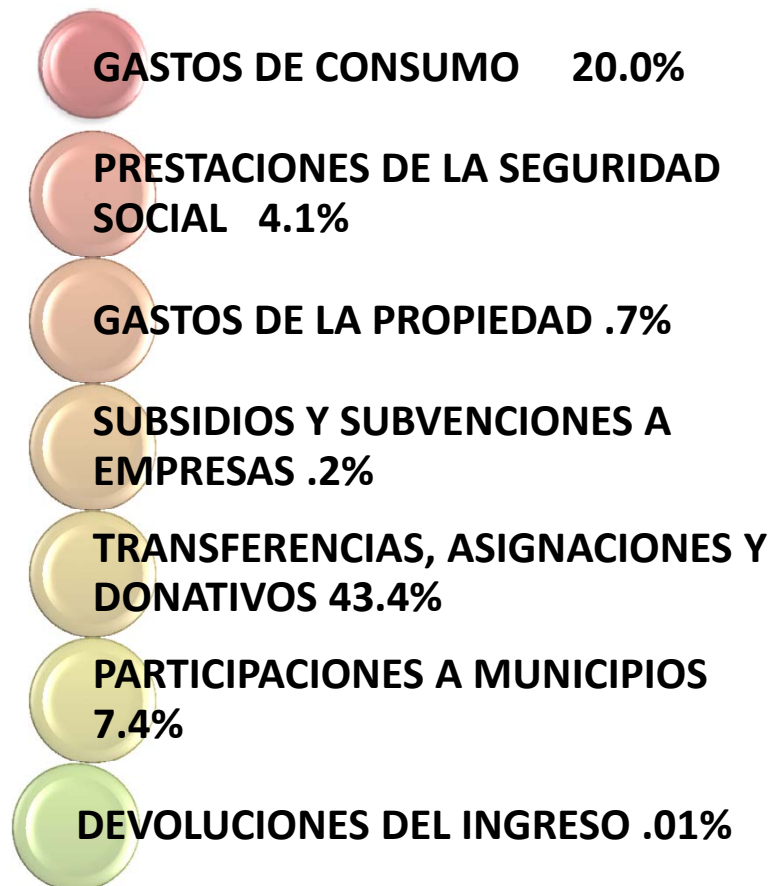 GASTOS DE CONSUMO 20.0%
PRESTACIONES DE LA SEGURIDAD
SOCIAL 4.1%
GASTOS DE LA PROPIEDAD .7%
SUBSIDIOS Y SUBVENCIONES A
EMPRESAS .2%
TRANSFERENCIAS, ASIGNACIONES Y
DONATIVOS 43.4%
PARTICIPACIONES A MUNICIPIOS
7.4%
DEVOLUCIONES DEL INGRESO .01%